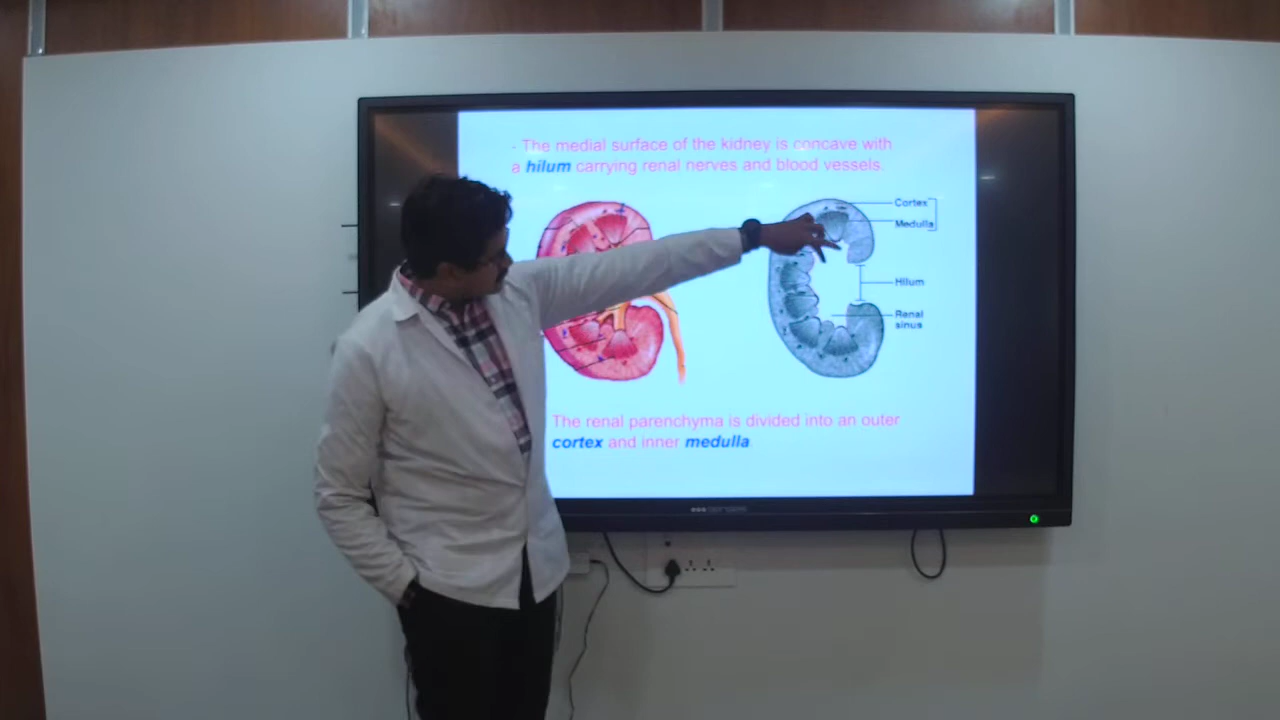 - The medial surface of the kidney is concave with
a hilum carrying renal nerves and blood vessels.
Cortex
Medulla
Hilum
Renal
sinus
The renal parenchyma is divided into an outer
cortex and inner medulla.